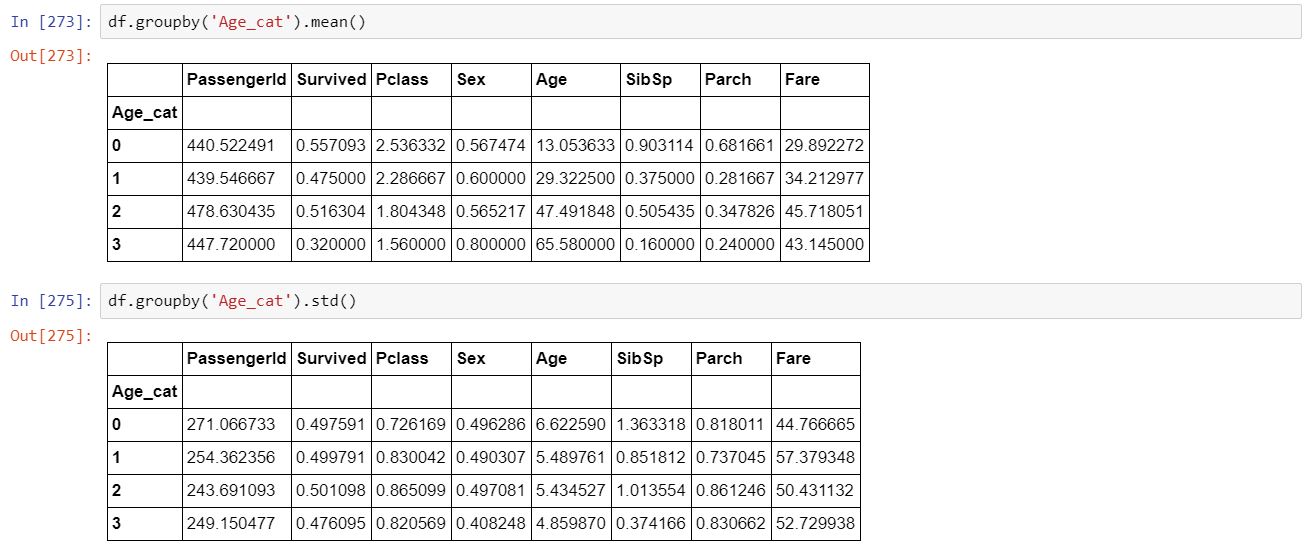 In [273]: df.groupby('Age_cat').mean()
Out[273]:
PassengerId Survived Pclass Sex Age SibSp Parch Fare
Age_cat
0 440.522491 0.557093 2.536332 0.567474 13.053633 0.903114 0.681661 29.892272
1 439.546667 0.475000 2.286667 0.600000 29.322500 0.375000 0.281667 34.212977
2 478.630435 0.516304 1.804348 0.565217 47.491848 0.505435 0.347826 45.718051
3 447.720000 0.320000 1.560000 0.800000 65.580000 0.160000 0.240000 43.145000
In [275]: df.groupby('Age_cat').std()
Out[275]:
PassengerId Survived Pclass Sex Age SibSp Parch Fare
Age_cat
0 271.066733 0.497591 0.726169 0.496286 6.622590 1.363318 0.818011 44.766665
1 254.362356 0.499791 0.830042 0.490307 5.489761 0.851812 0.737045 57.379348
2 243.691093 0.501098 0.865099 0.497081 5.434527 1.013554 0.861246 50.431132
3 249.150477 0.476095 0.820569 0.408248 4.859870 0.374166 0.830662 52.729938